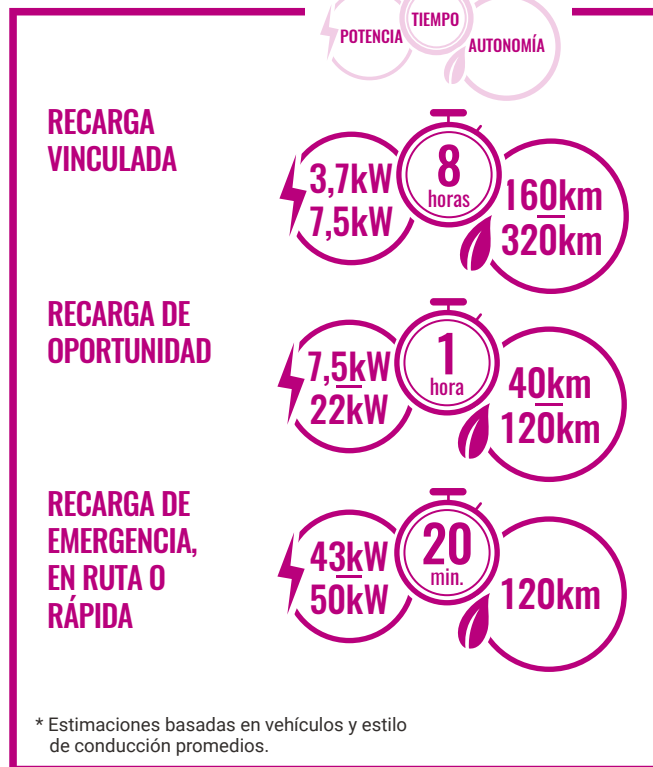 POTENCIA
TIEMPO
AUTONOMÍA
RECARGA
VINCULADA
3,7kW
7,5kW
8
horas
160km
320km
RECARGA DE
OPORTUNIDAD
7,5kW
22kW
1
hora
40km
120km
RECARGA DE
EMERGENCIA,
EN RUTA O
RÁPIDA
43kW
50kW
20
min.
120km
* Estimaciones basadas en vehículos y estilo
de conducción promedios.